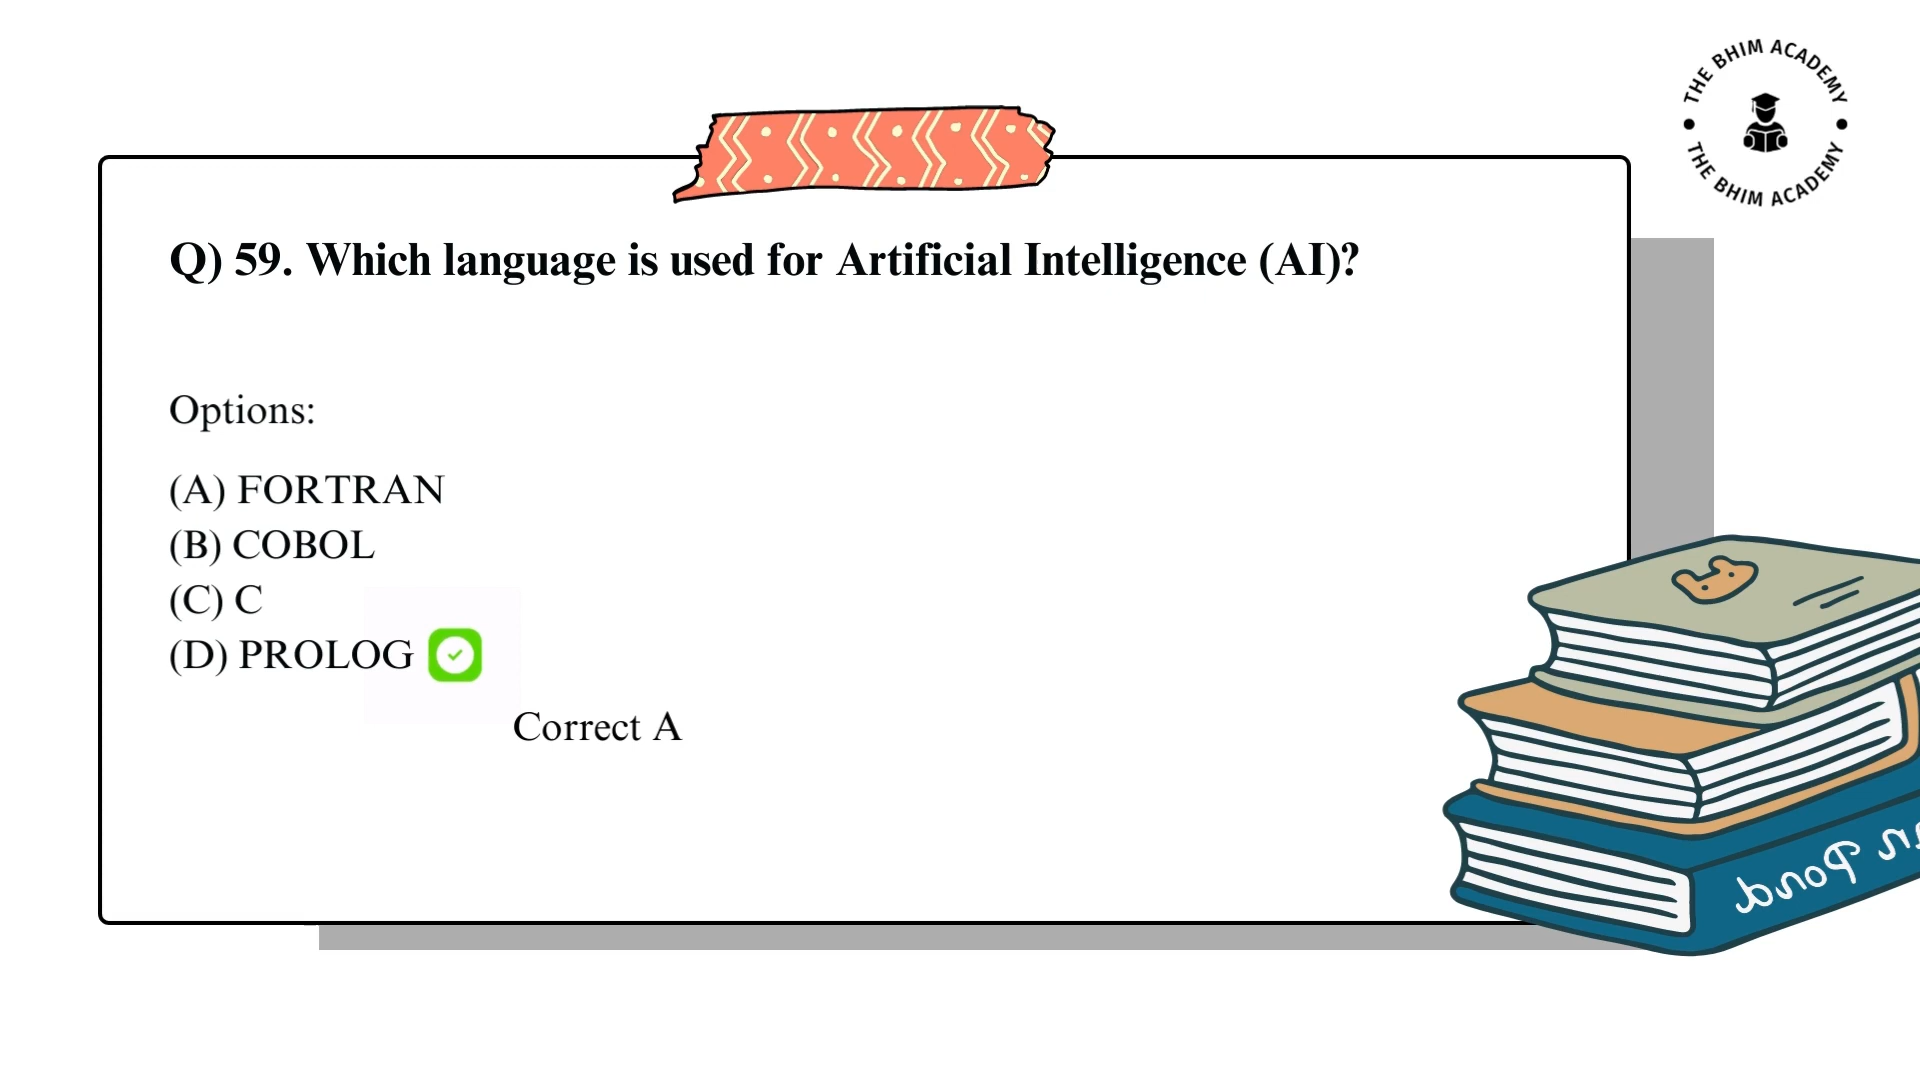 THE BHIM ACADEMY
THE BHIM ACADEMY
Q) 59. Which language is used for Artificial Intelligence (AI)?
Options:
(A) FORTRAN
(B) COBOL
(C) C
(D) PROLOG
Correct A
Pond